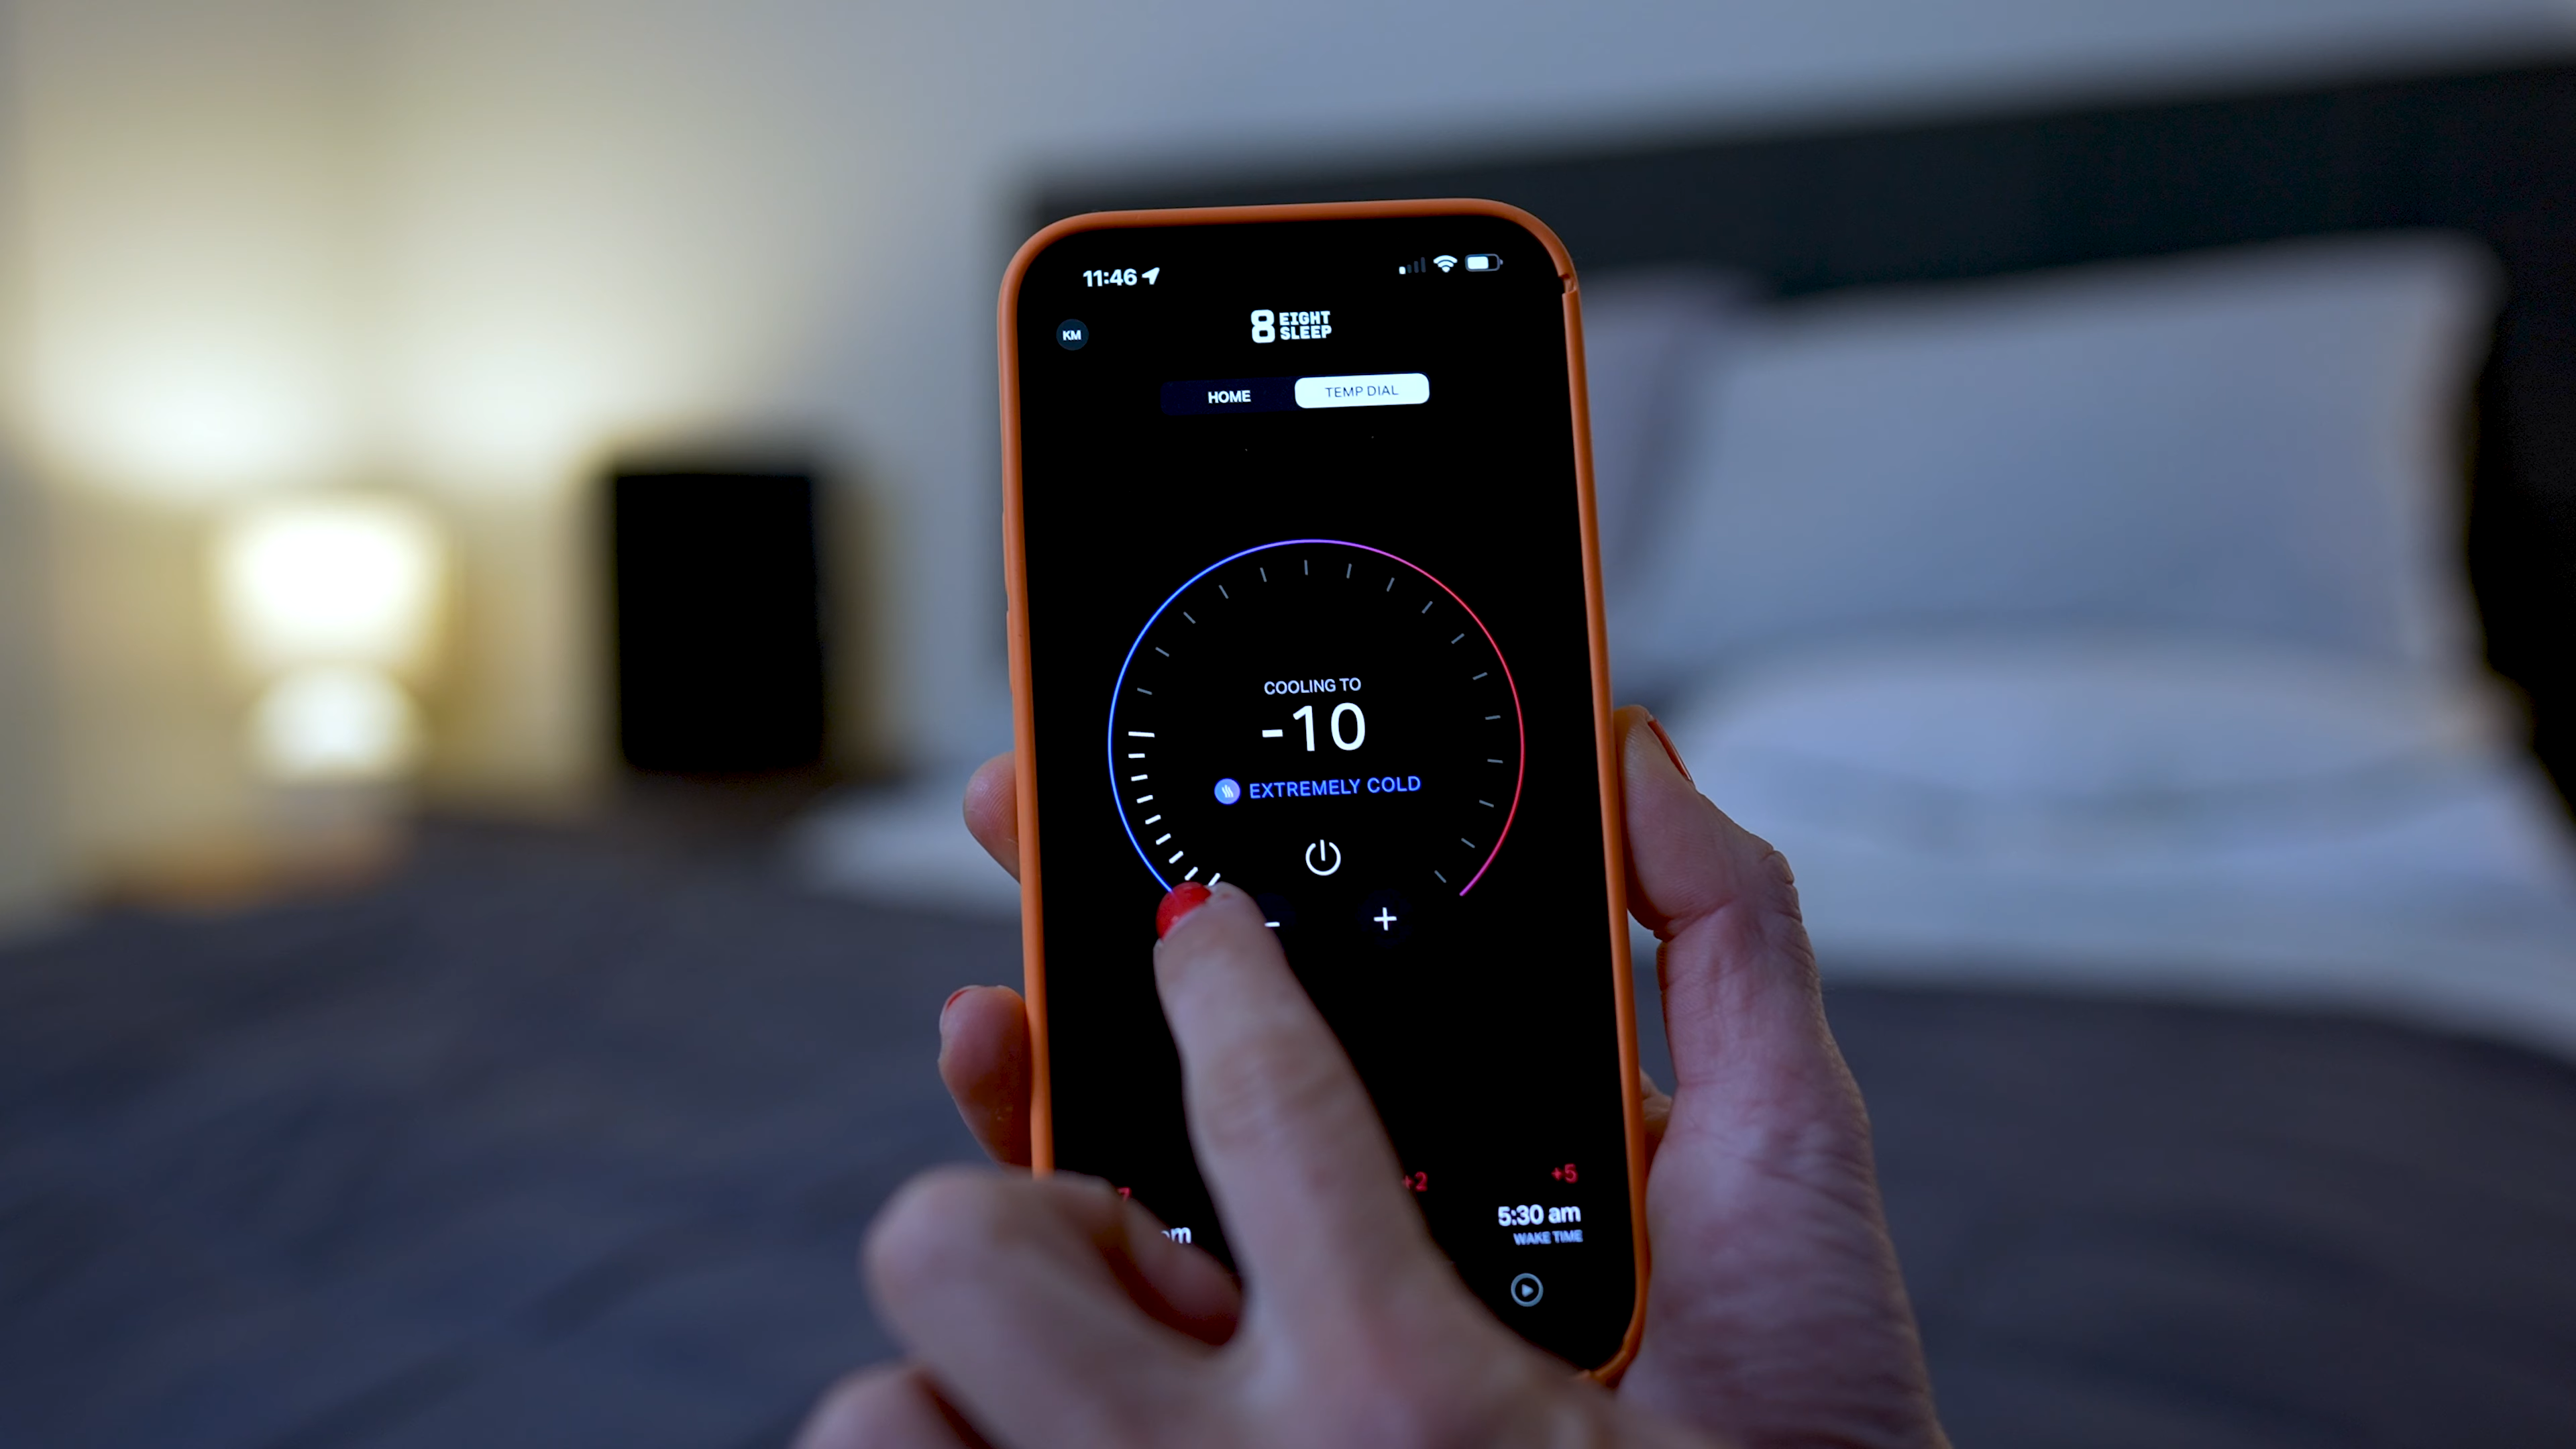 11:46
KM
8 EIGHT
SLEEP
HOME
TEMP DIAL
COOLING TO
-10
EXTREMELY COLD
-
+
+2
+5
5:30 am
WAKE TIME